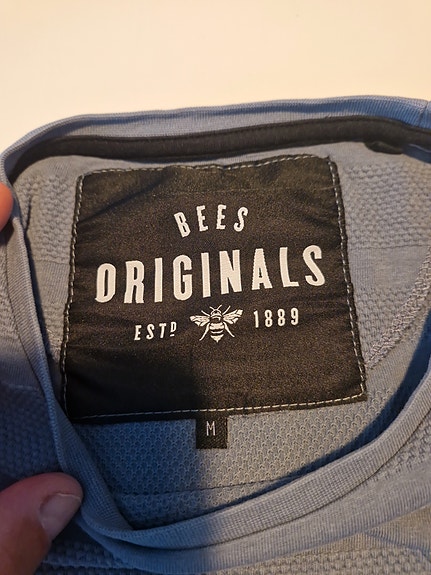 BEES
ORIGINALS
ESTD 1889
M